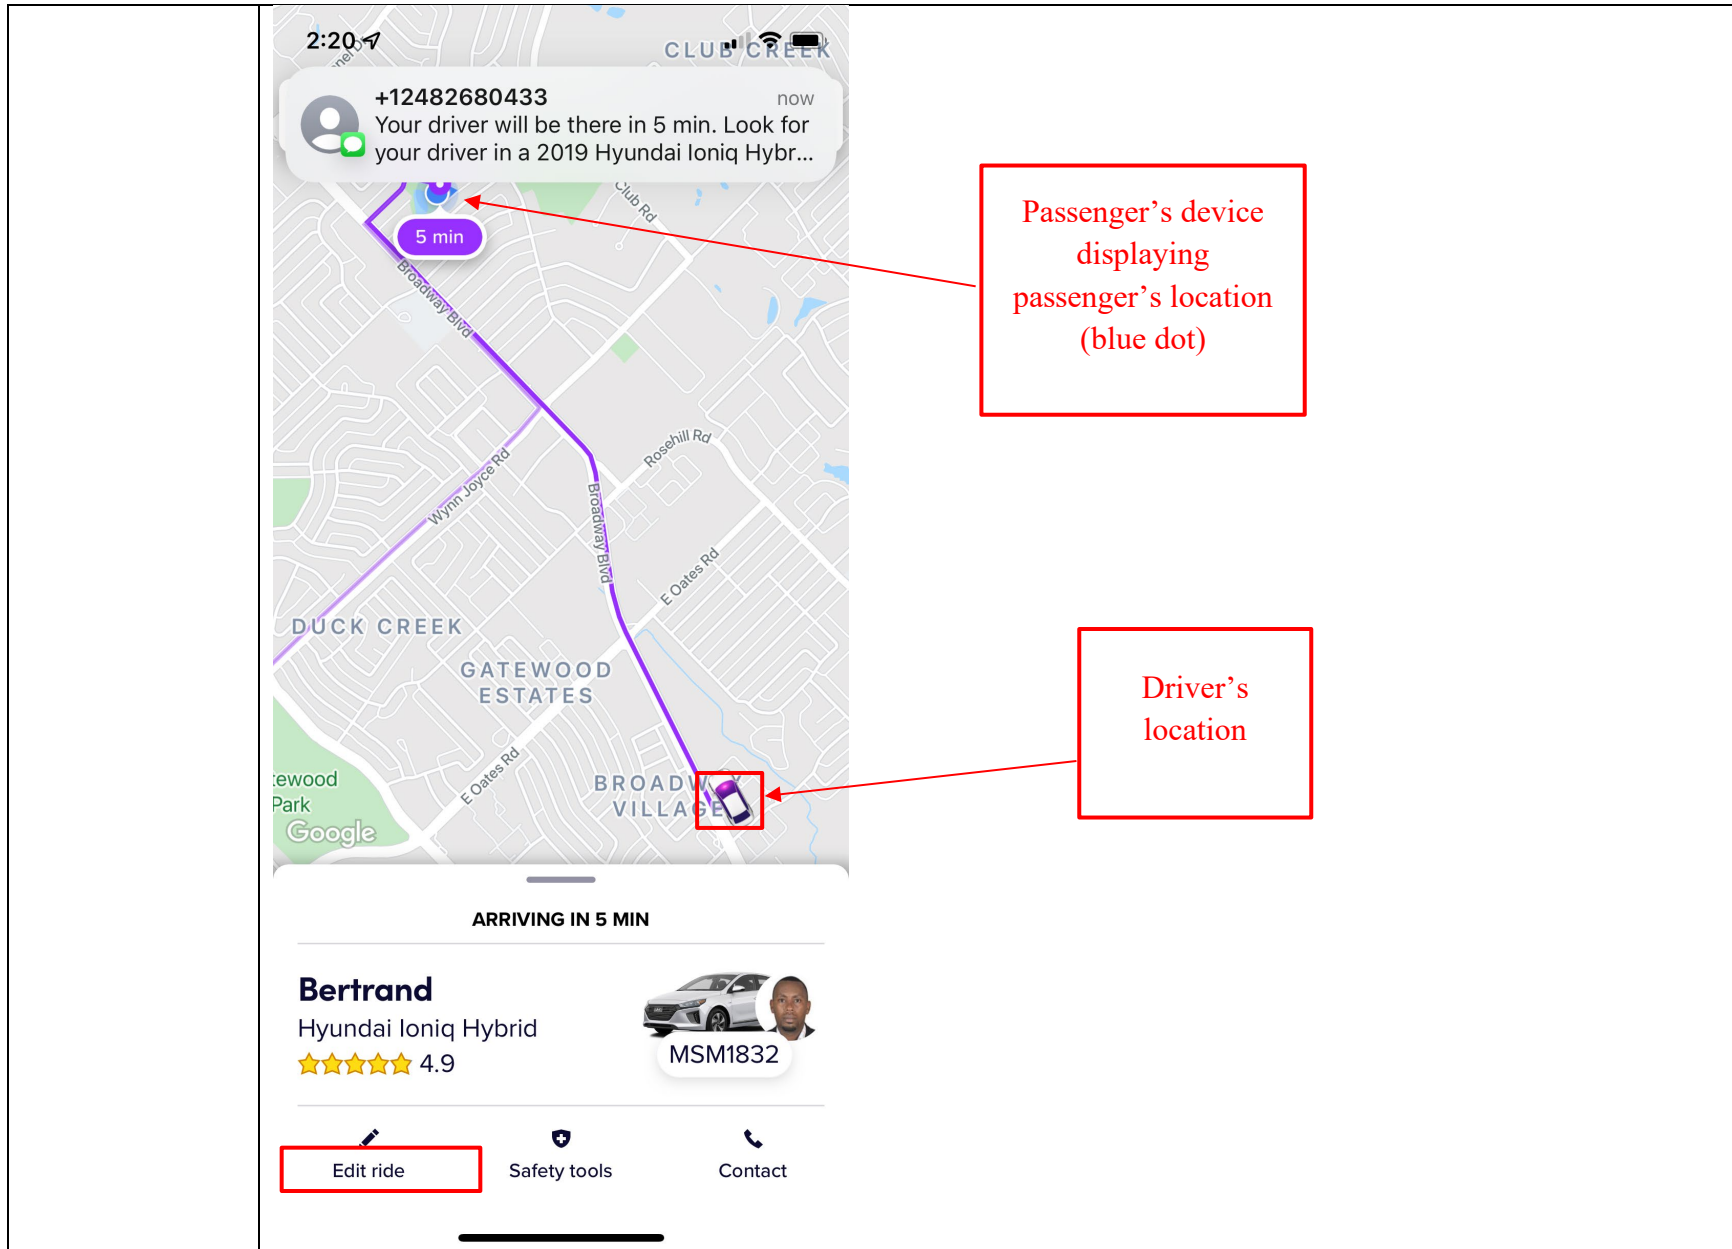 2:20
CLUB CREEK
+12482680433
now
Your driver will be there in 5 min. Look for
your driver in a 2019 Hyundai Ioniq Hybr...
Club Rd
5 min
Broadway Blvd
Passenger’s device
displaying
passenger’s location
(blue dot)
Rosehill Rd
Wynn Joyce Rd
Broadway Blvd
E Oates Rd
DUCK CREEK
GATEWOOD
ESTATES
Driver’s
location
E Oates Rd
tewood
Park
BROADW
VILLAGE
Google
ARRIVING IN 5 MIN
Bertrand
Hyundai Ioniq Hybrid
4.9
MSM1832
Edit ride
Safety tools
Contact